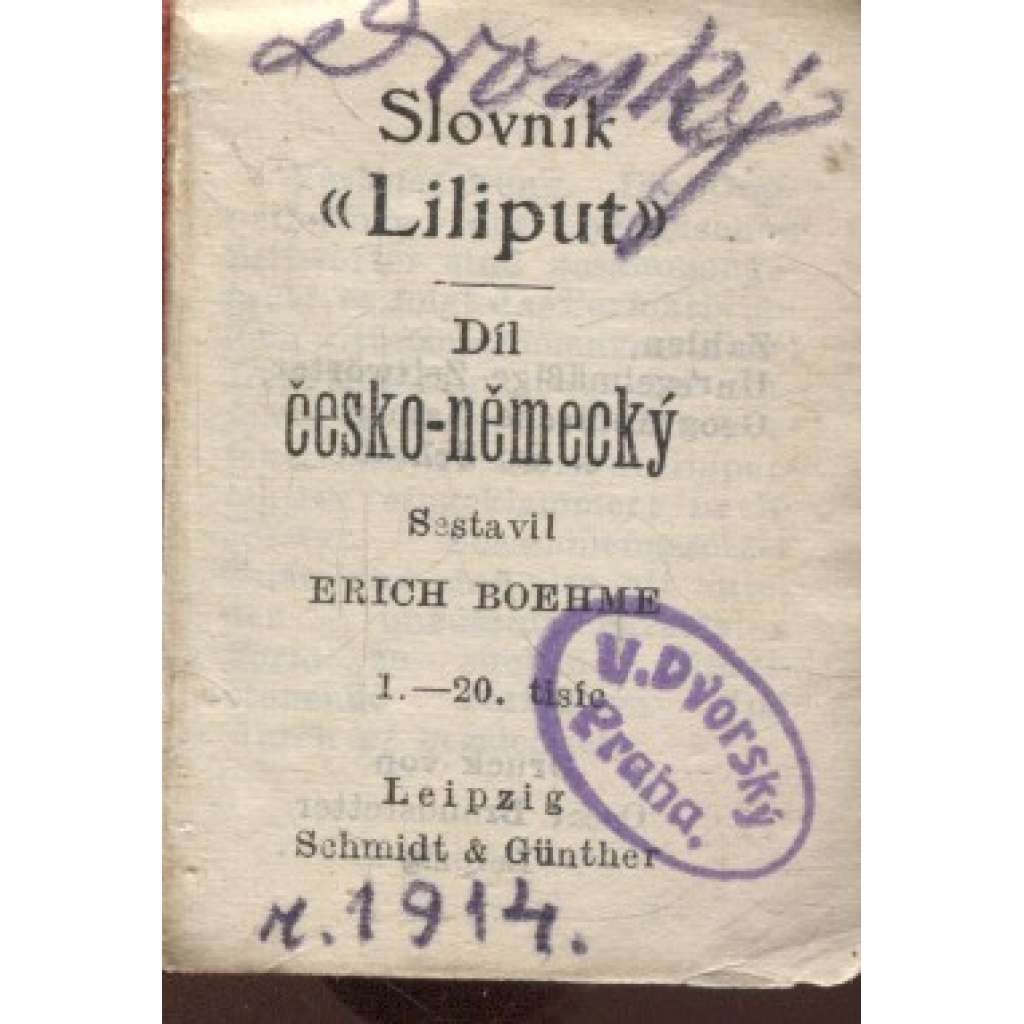 Dvorský
Slovník
«Liliput»
Díl
česko-německý
Sestavil
ERICH BOEHME
1.—20. tisíc
V. Dvorský
Praha.
Leipzig
Schmidt & Günther
r. 1914.